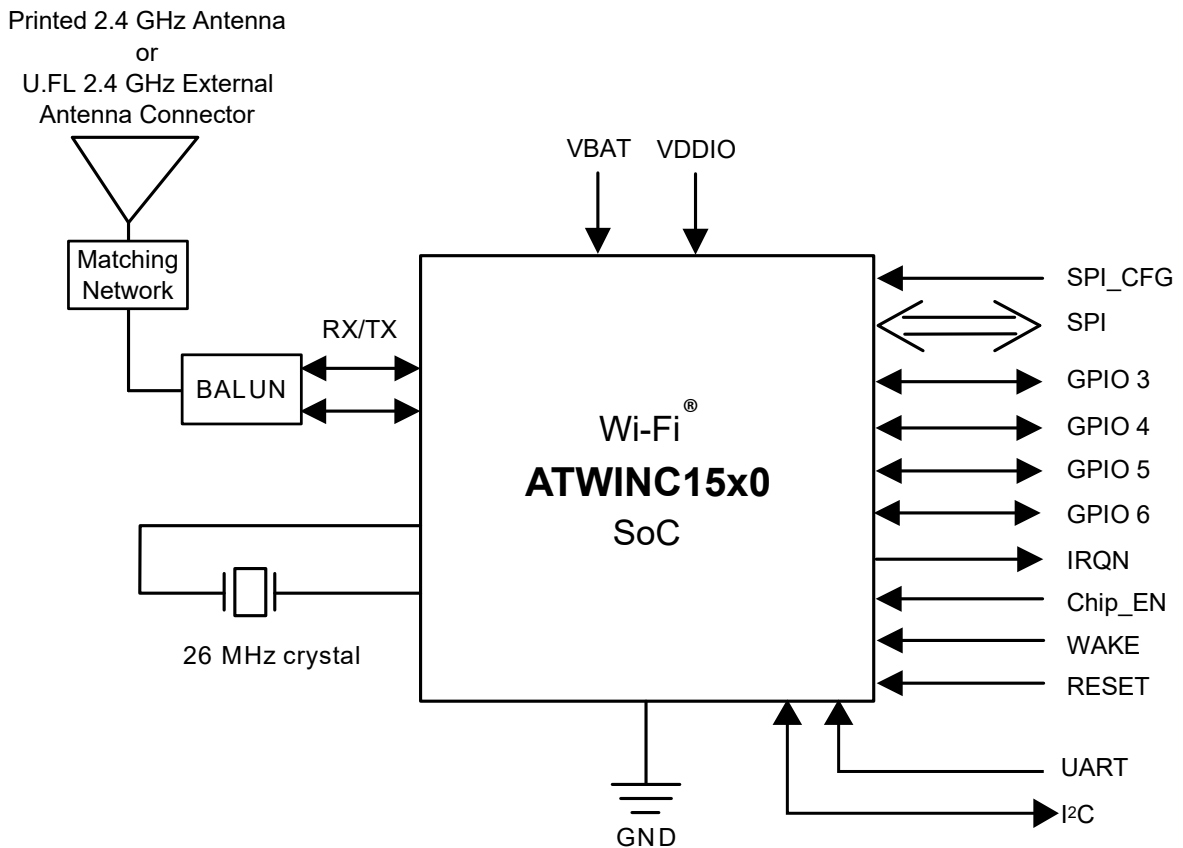 Printed 2.4 GHz Antenna
or
U.FL 2.4 GHz External
Antenna Connector
Matching
Network
BALUN
RX/TX
VBAT
VDDIO
Wi-Fi®
ATWINC15x0
SoC
26 MHz crystal
SPI_CFG
SPI
GPIO 3
GPIO 4
GPIO 5
GPIO 6
IRQN
Chip_EN
WAKE
RESET
UART
I²C
GND